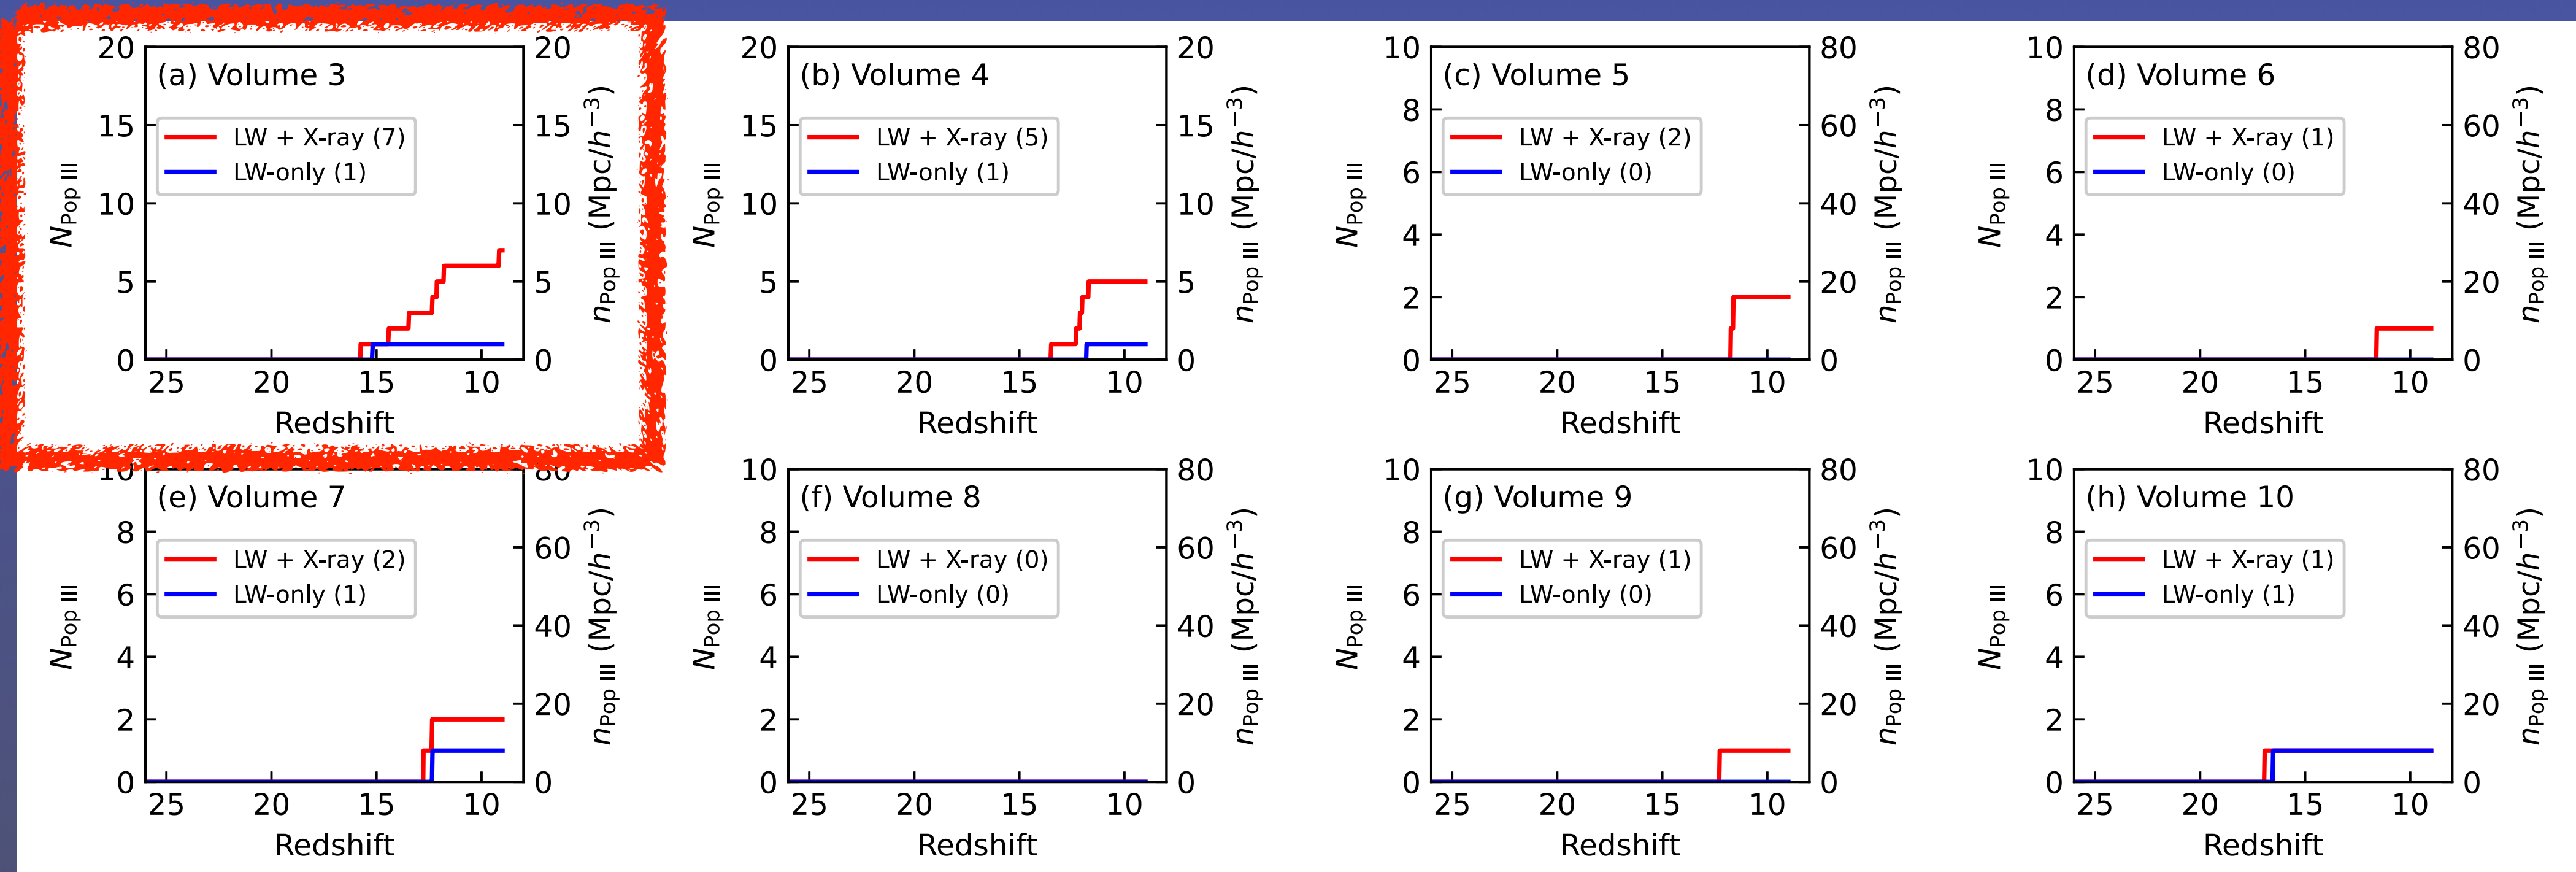 (a) Volume 3
LW + X-ray (7)
LW-only (1)
20
15
10
5
0
N_Pop III
20
15
10
5
0
n_Pop III (Mpc/h⁻³)
25 20 15 10
Redshift
(b) Volume 4
LW + X-ray (5)
LW-only (1)
20
15
10
5
0
N_Pop III
20
15
10
5
0
n_Pop III (Mpc/h⁻³)
25 20 15 10
Redshift
(c) Volume 5
LW + X-ray (2)
LW-only (0)
10
8
6
4
2
0
N_Pop III
80
60
40
20
0
n_Pop III (Mpc/h⁻³)
25 20 15 10
Redshift
(d) Volume 6
LW + X-ray (1)
LW-only (0)
10
8
6
4
2
0
N_Pop III
80
60
40
20
0
n_Pop III (Mpc/h⁻³)
25 20 15 10
Redshift
(e) Volume 7
LW + X-ray (2)
LW-only (1)
10
8
6
4
2
0
N_Pop III
80
60
40
20
0
n_Pop III (Mpc/h⁻³)
25 20 15 10
Redshift
(f) Volume 8
LW + X-ray (0)
LW-only (0)
10
8
6
4
2
0
N_Pop III
80
60
40
20
0
n_Pop III (Mpc/h⁻³)
25 20 15 10
Redshift
(g) Volume 9
LW + X-ray (1)
LW-only (0)
10
8
6
4
2
0
N_Pop III
80
60
40
20
0
n_Pop III (Mpc/h⁻³)
25 20 15 10
Redshift
(h) Volume 10
LW + X-ray (1)
LW-only (1)
10
8
6
4
2
0
N_Pop III
80
60
40
20
0
n_Pop III (Mpc/h⁻³)
25 20 15 10
Redshift